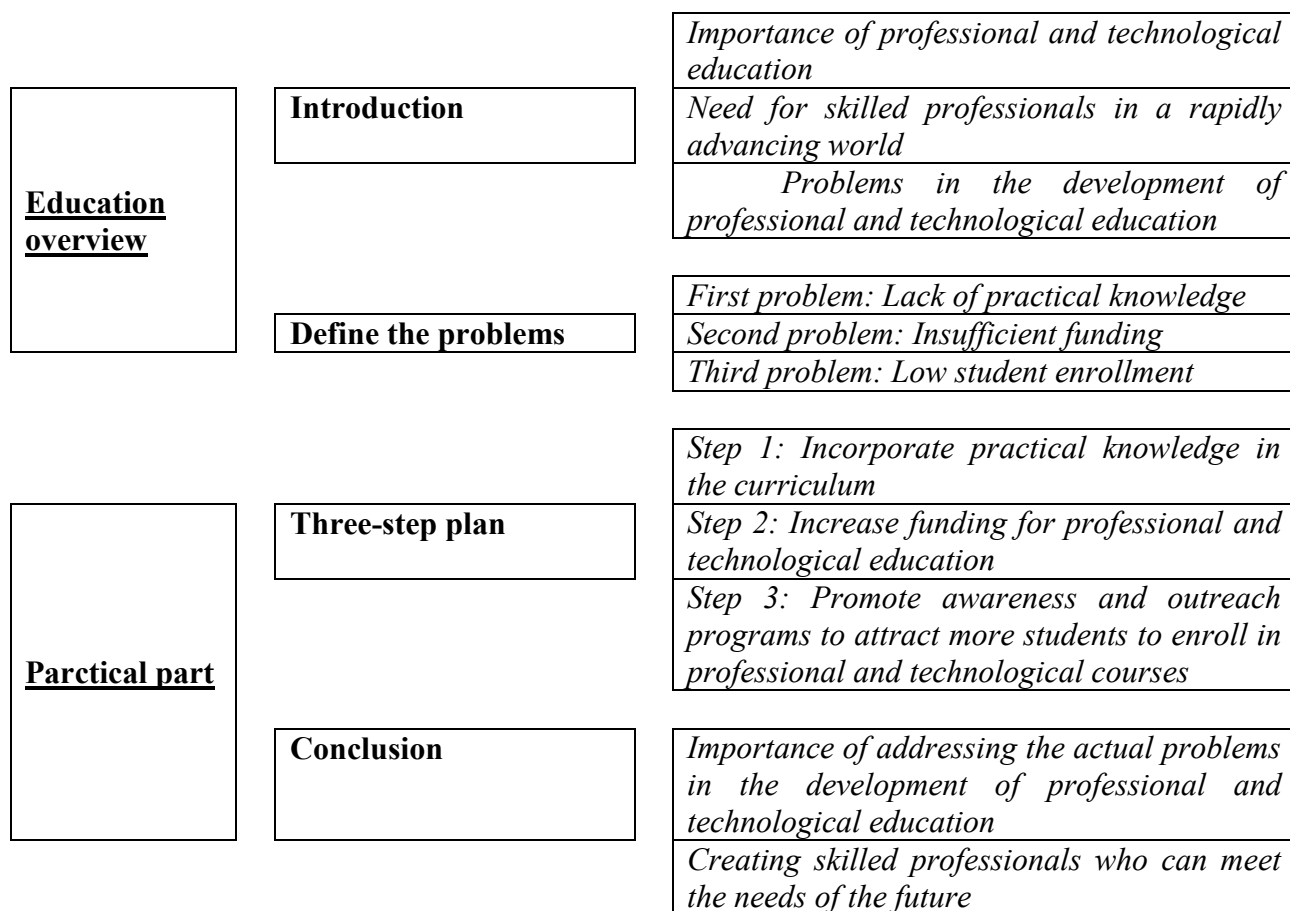 Education
overview
Introduction
Importance of professional and technological
education
Need for skilled professionals in a rapidly
advancing world
Problems in the development of
professional and technological education
Define the problems
First problem: Lack of practical knowledge
Second problem: Insufficient funding
Third problem: Low student enrollment
Parctical part
Three-step plan
Step 1: Incorporate practical knowledge in
the curriculum
Step 2: Increase funding for professional and
technological education
Step 3: Promote awareness and outreach
programs to attract more students to enroll in
professional and technological courses
Conclusion
Importance of addressing the actual problems
in the development of professional and
technological education
Creating skilled professionals who can meet
the needs of the future